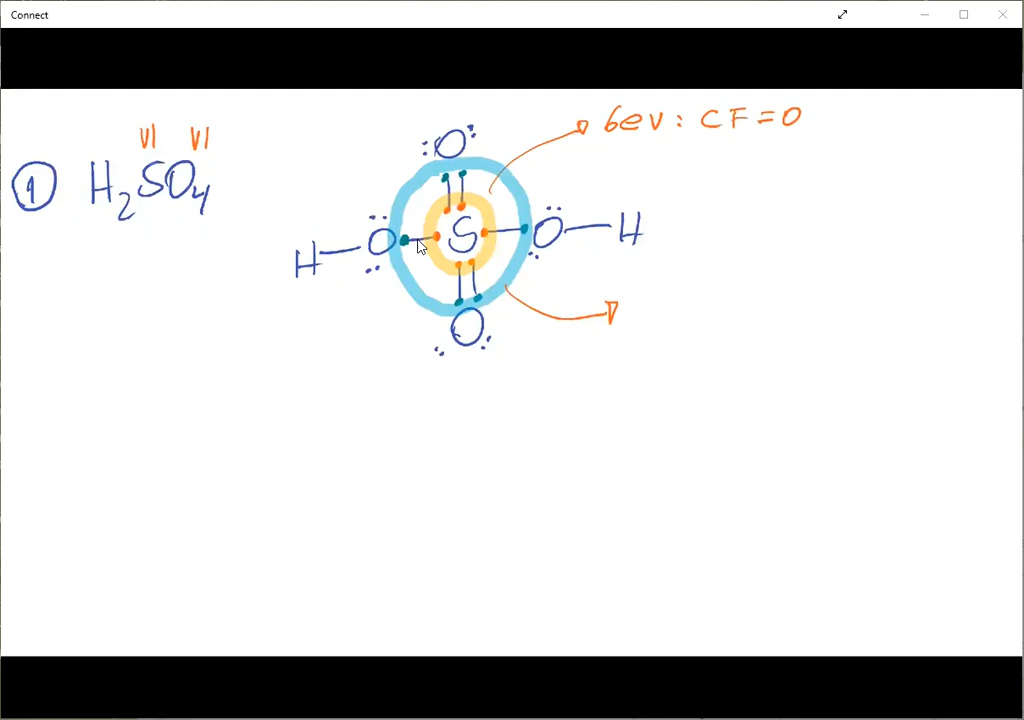 Connect
6ev : CF = 0
VI VI
1 H2SO4
O
H—O—S—O—H
O